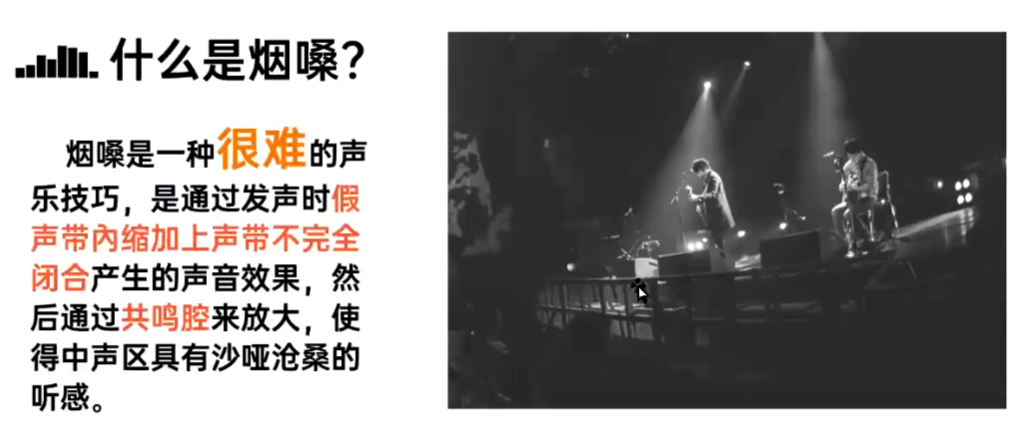 什么是烟嗓？
烟嗓是一种很难的声
乐技巧，是通过发声时假
声带内缩加上声带不完全
闭合产生的声音效果，然
后通过共鸣腔来放大，使
得中声区具有沙哑沧桑的
听感。